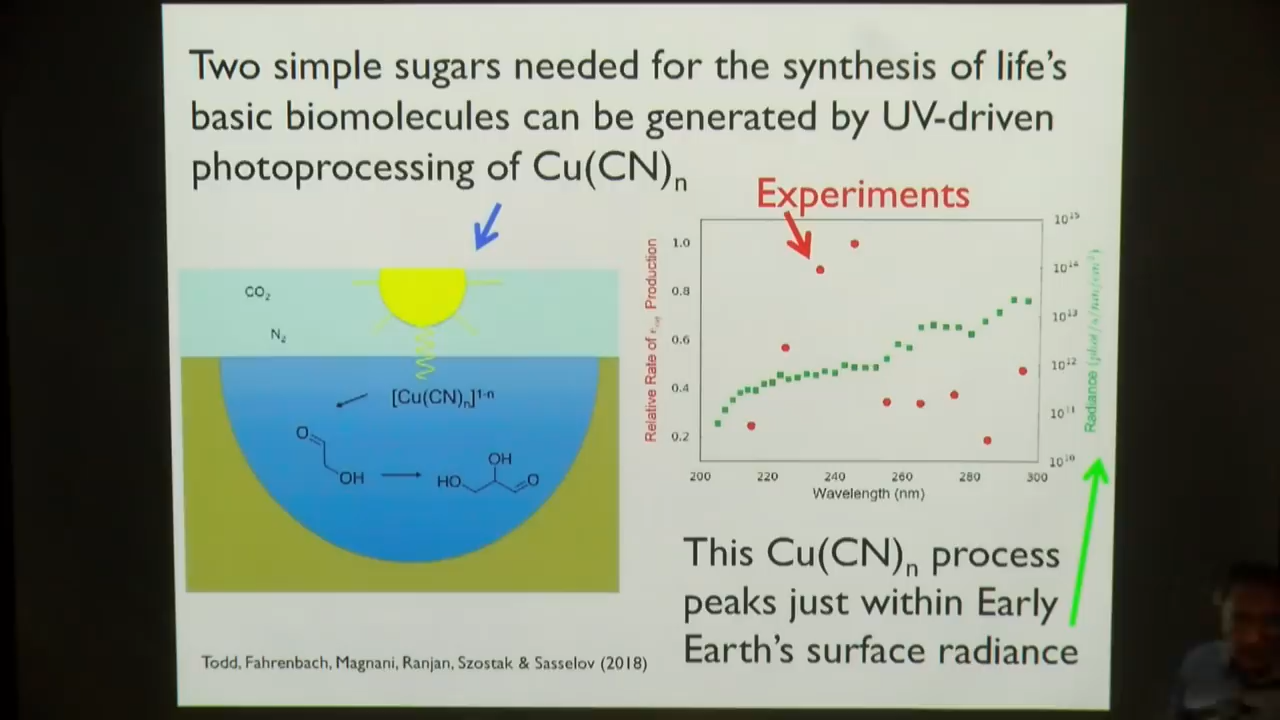 Two simple sugars needed for the synthesis of life's
basic biomolecules can be generated by UV-driven
photoprocessing of Cu(CN)n
Experiments
CO2
N2
[Cu(CN)n]1-n
O
OH
OH
HO
O
Relative Rate of Production
1.0
0.8
0.6
0.4
0.2
200 220 240 260 280 300
Wavelength (nm)
10^15
10^14
10^13
10^12
10^11
10^10
Radiance
This Cu(CN)n process
peaks just within Early
Earth's surface radiance
Todd, Fahrenbach, Magnani, Ranjan, Szostak & Sasselov (2018)